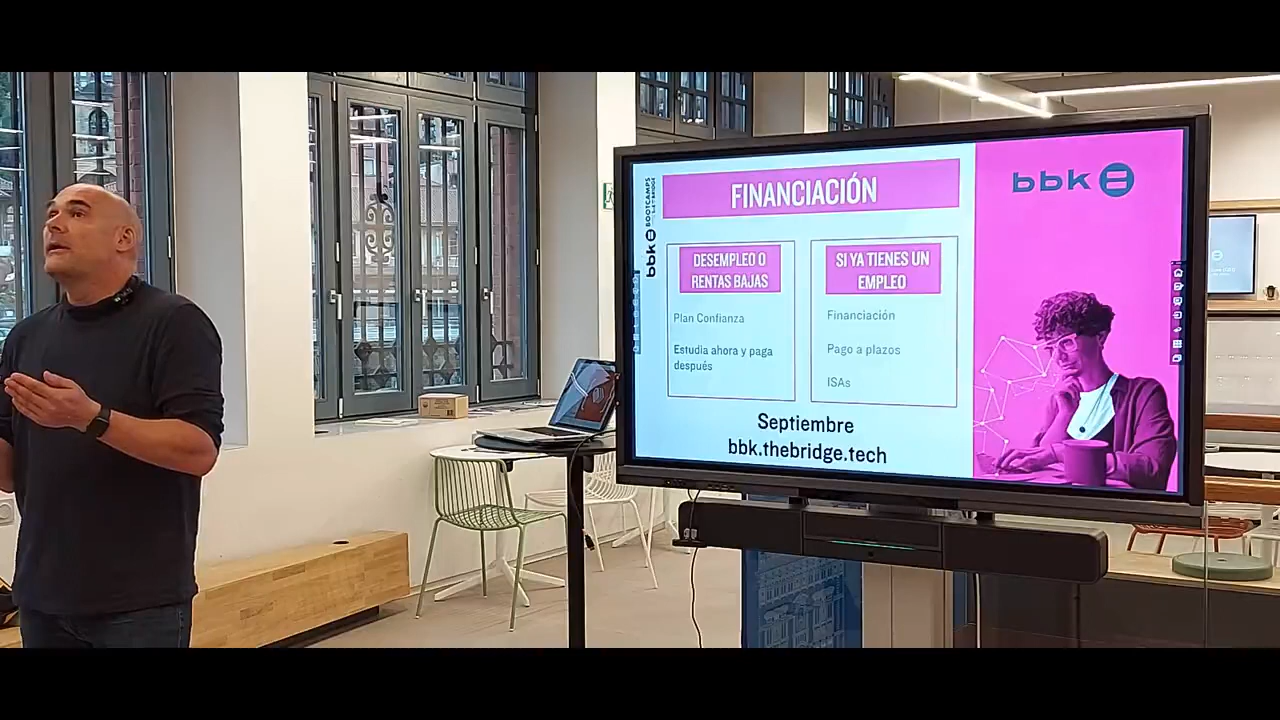 bbk BOOTCAMPS
FINANCIACIÓN
DESEMPLEO O
RENTAS BAJAS
Plan Confianza
Estudia ahora y paga
después
SI YA TIENES UN
EMPLEO
Financiación
Pago a plazos
ISAs
Septiembre
bbk.thebridge.tech
bbk